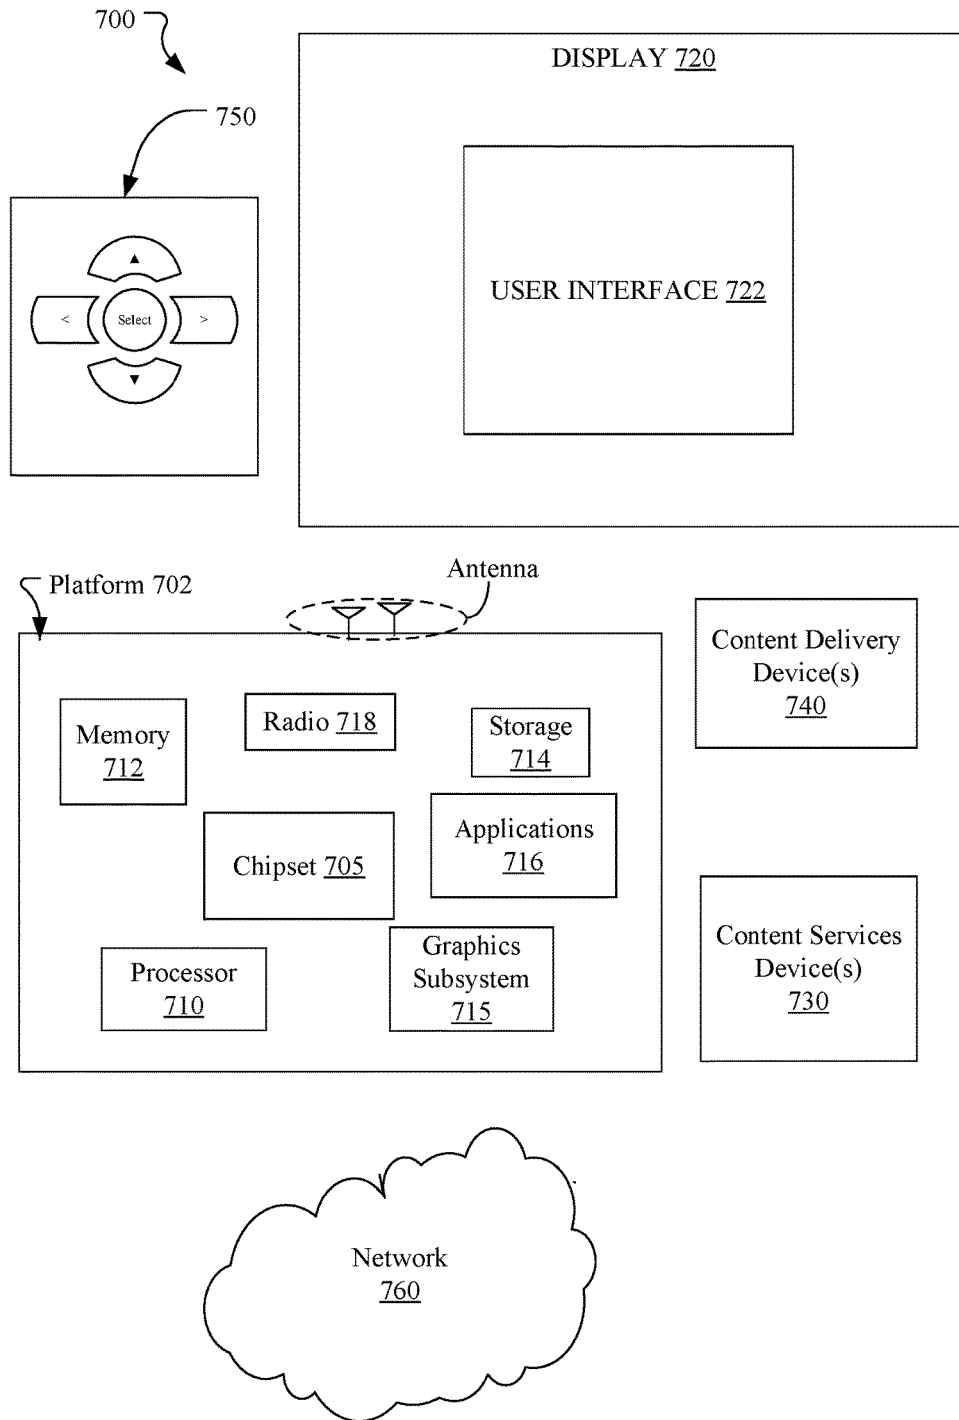 700
DISPLAY 720
750
▲
< Select >
▼
USER INTERFACE 722
Platform 702
Antenna
Memory
712
Radio 718
Storage
714
Chipset 705
Applications
716
Processor
710
Graphics
Subsystem
715
Content Delivery
Device(s)
740
Content Services
Device(s)
730
Network
760